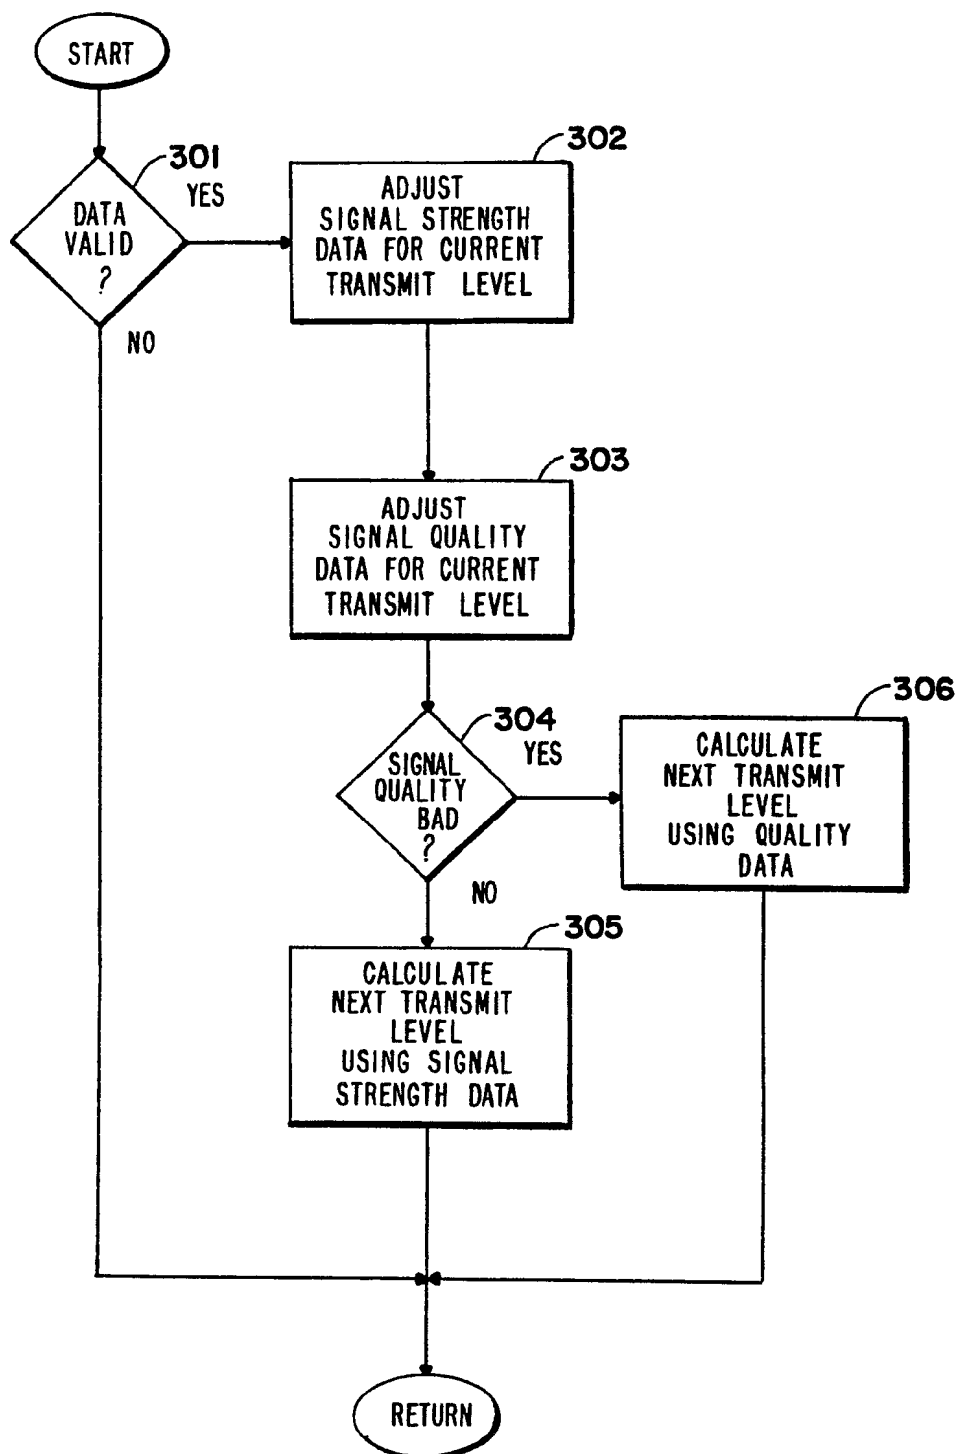 START
301
YES
DATA
VALID
?
NO
302
ADJUST
SIGNAL STRENGTH
DATA FOR CURRENT
TRANSMIT LEVEL
303
ADJUST
SIGNAL QUALITY
DATA FOR CURRENT
TRANSMIT LEVEL
304
YES
SIGNAL
QUALITY
BAD
?
NO
306
CALCULATE
NEXT TRANSMIT
LEVEL
USING QUALITY
DATA
305
CALCULATE
NEXT TRANSMIT
LEVEL
USING SIGNAL
STRENGTH DATA
RETURN